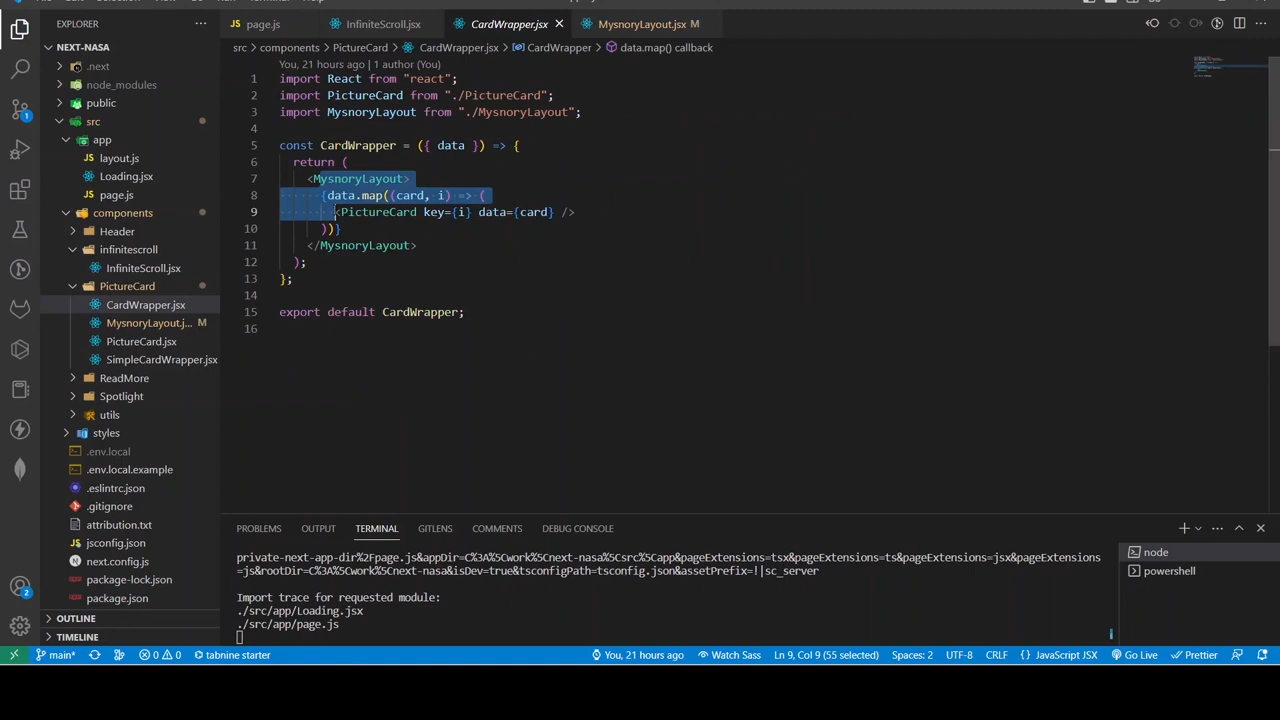 EXPLORER
NEXT-NASA
.next
node_modules
public
src
app
layout.js
Loading.jsx
page.js
components
Header
infinitescroll
InfiniteScroll.jsx
PictureCard
CardWrapper.jsx
MysnoryLayout.j... M
PictureCard.jsx
SimpleCardWrapper.jsx
ReadMore
Spotlight
utils
styles
.env.local
.env.local.example
.eslintrc.json
.gitignore
attribution.txt
jsconfig.json
next.config.js
package-lock.json
package.json
OUTLINE
TIMELINE
page.js InfiniteScroll.jsx CardWrapper.jsx MysnoryLayout.jsx M
src > components > PictureCard > CardWrapper.jsx > CardWrapper > data.map() callback
You, 21 hours ago | 1 author (You)
1 import React from "react";
2 import PictureCard from "./PictureCard";
3 import MysnoryLayout from "./MysnoryLayout";
4
5 const CardWrapper = ({ data }) => {
6 return (
7 <MysnoryLayout>
8 {data.map((card, i) => (
9 <PictureCard key={i} data={card} />
10 ))}
11 </MysnoryLayout>
12 );
13 };
14
15 export default CardWrapper;
16
PROBLEMS OUTPUT TERMINAL GITLENS COMMENTS DEBUG CONSOLE
private-next-app-dir%2Fpage.js&appDir=C%3A%5Cwork%5Cnext-nasa%5Csrc%5Capp&pageExtensions=tsx&pageExtensions=ts&pageExtensions=jsx&pageExtensions
=js&rootDir=C%3A%5Cwork%5Cnext-nasa&isDev=true&tsconfigPath=tsconfig.json&assetPrefix=!||sc_server
Import trace for requested module:
./src/app/Loading.jsx
./src/app/page.js
node
powershell
1
2
main* 0 0 tabnine starter You, 21 hours ago Watch Sass Ln 9, Col 9 (55 selected) Spaces: 2 UTF-8 CRLF { } JavaScript JSX Go Live Prettier